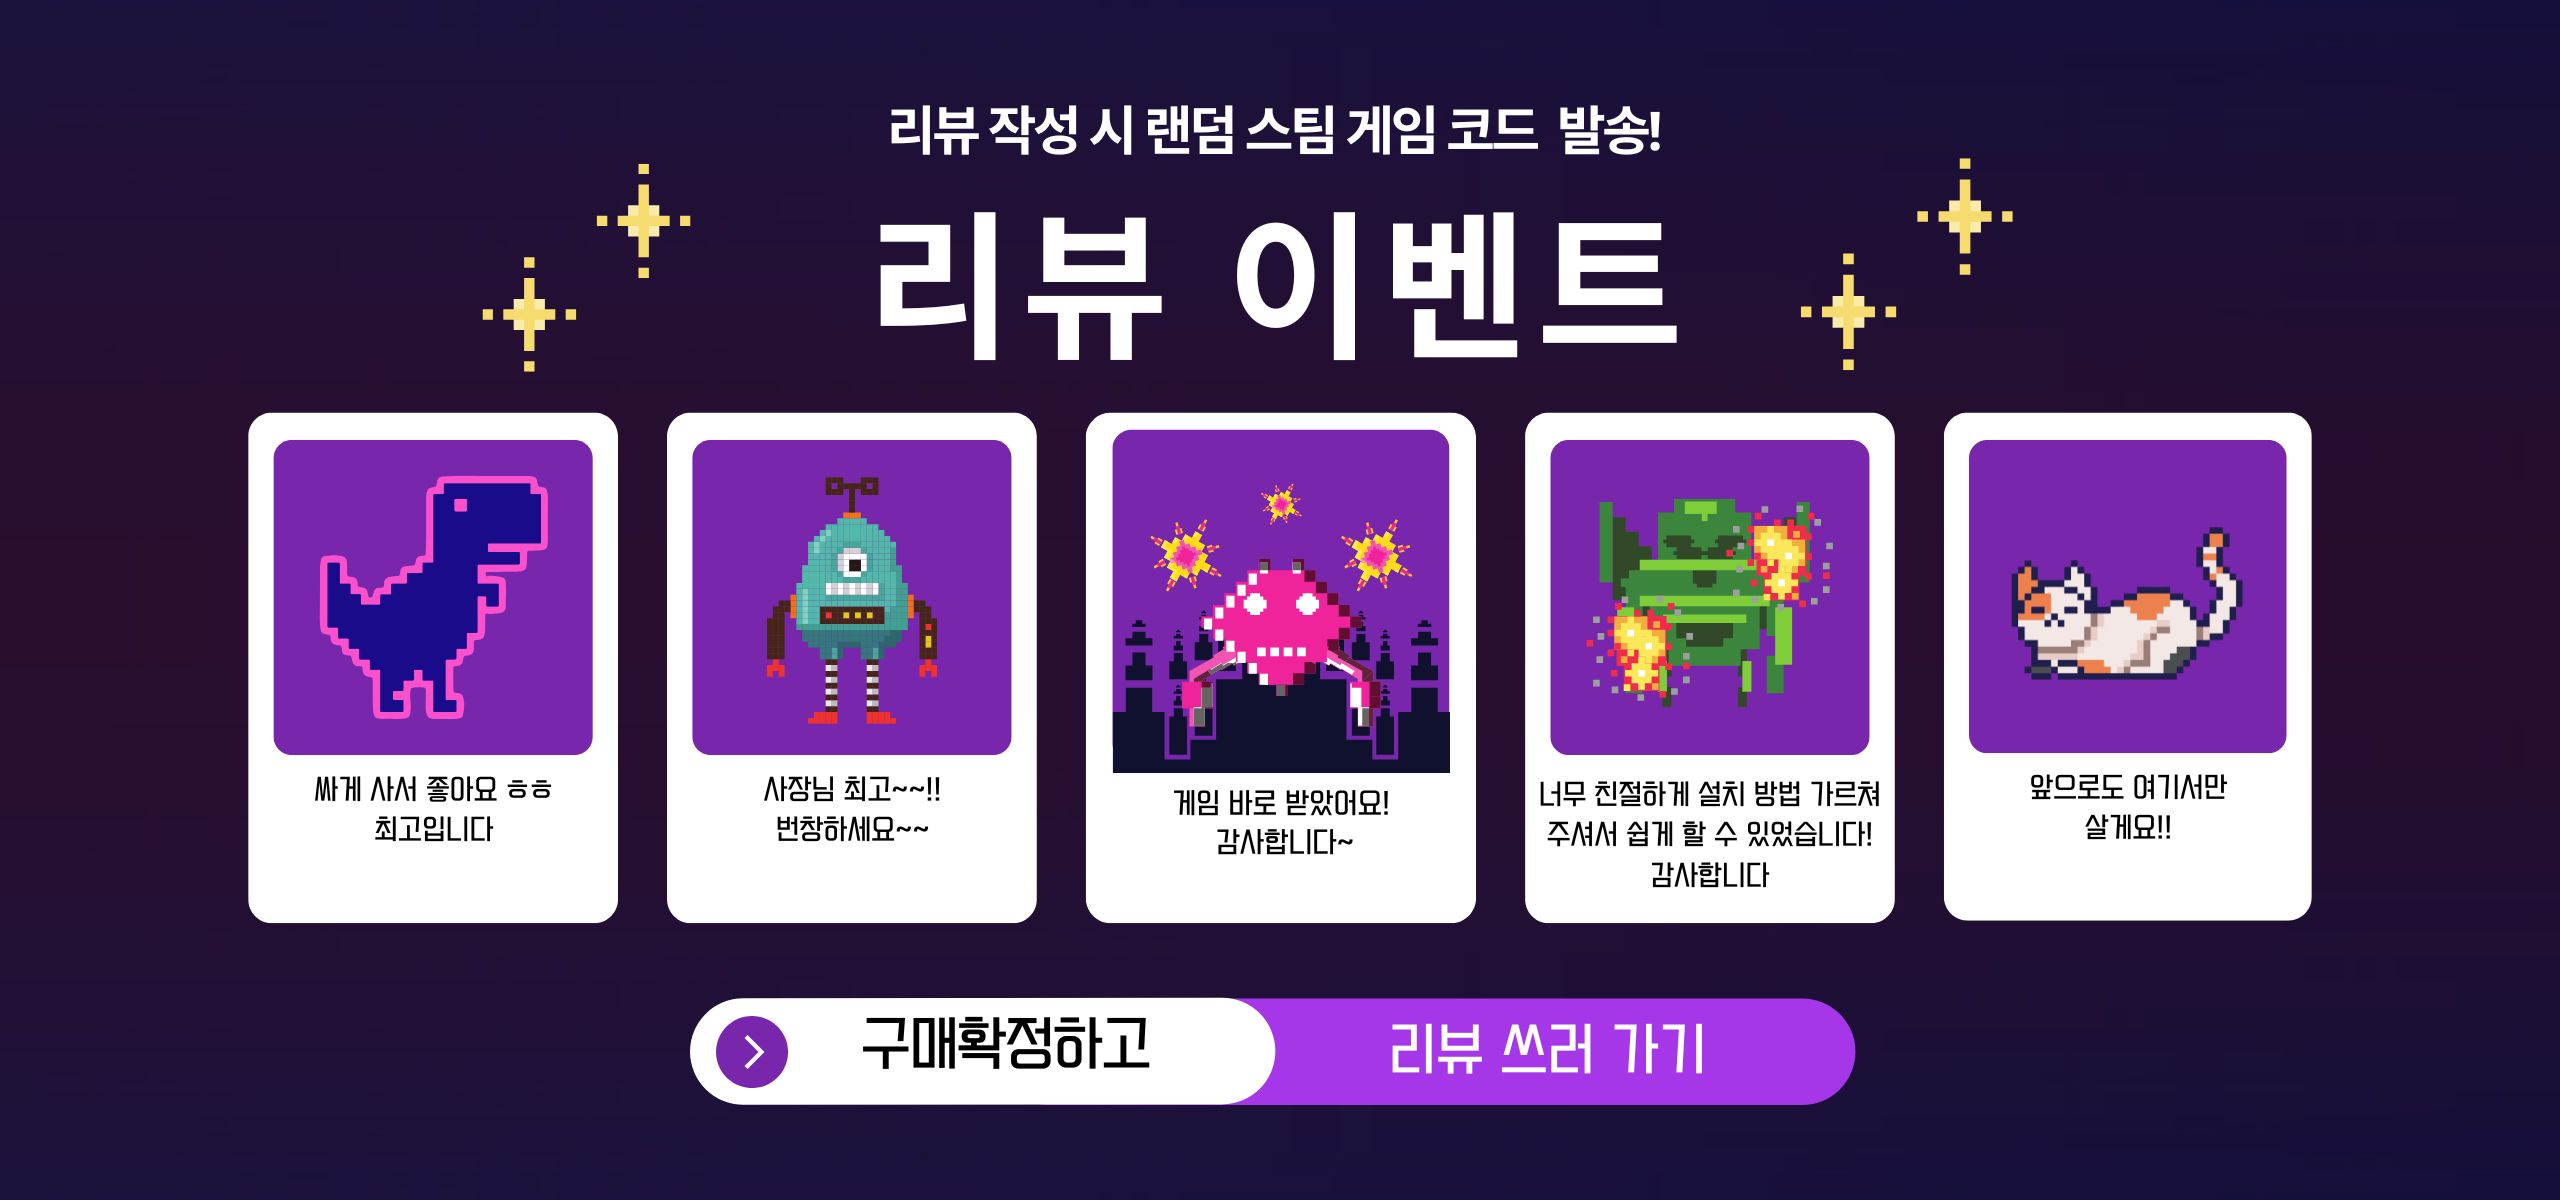 리뷰 작성 시 랜덤 스팀 게임 코드 발송!
리뷰 이벤트
싸게 사서 좋아요 ㅎㅎ
최고입니다
사장님 최고~~!!
번창하세요~~
게임 바로 받았어요!
감사합니다~
너무 친절하게 설치 방법 가르쳐
주셔서 쉽게 할 수 있었습니다!
감사합니다
앞으로도 여기서만
살게요!!
구매확정하고
리뷰 쓰러 가기